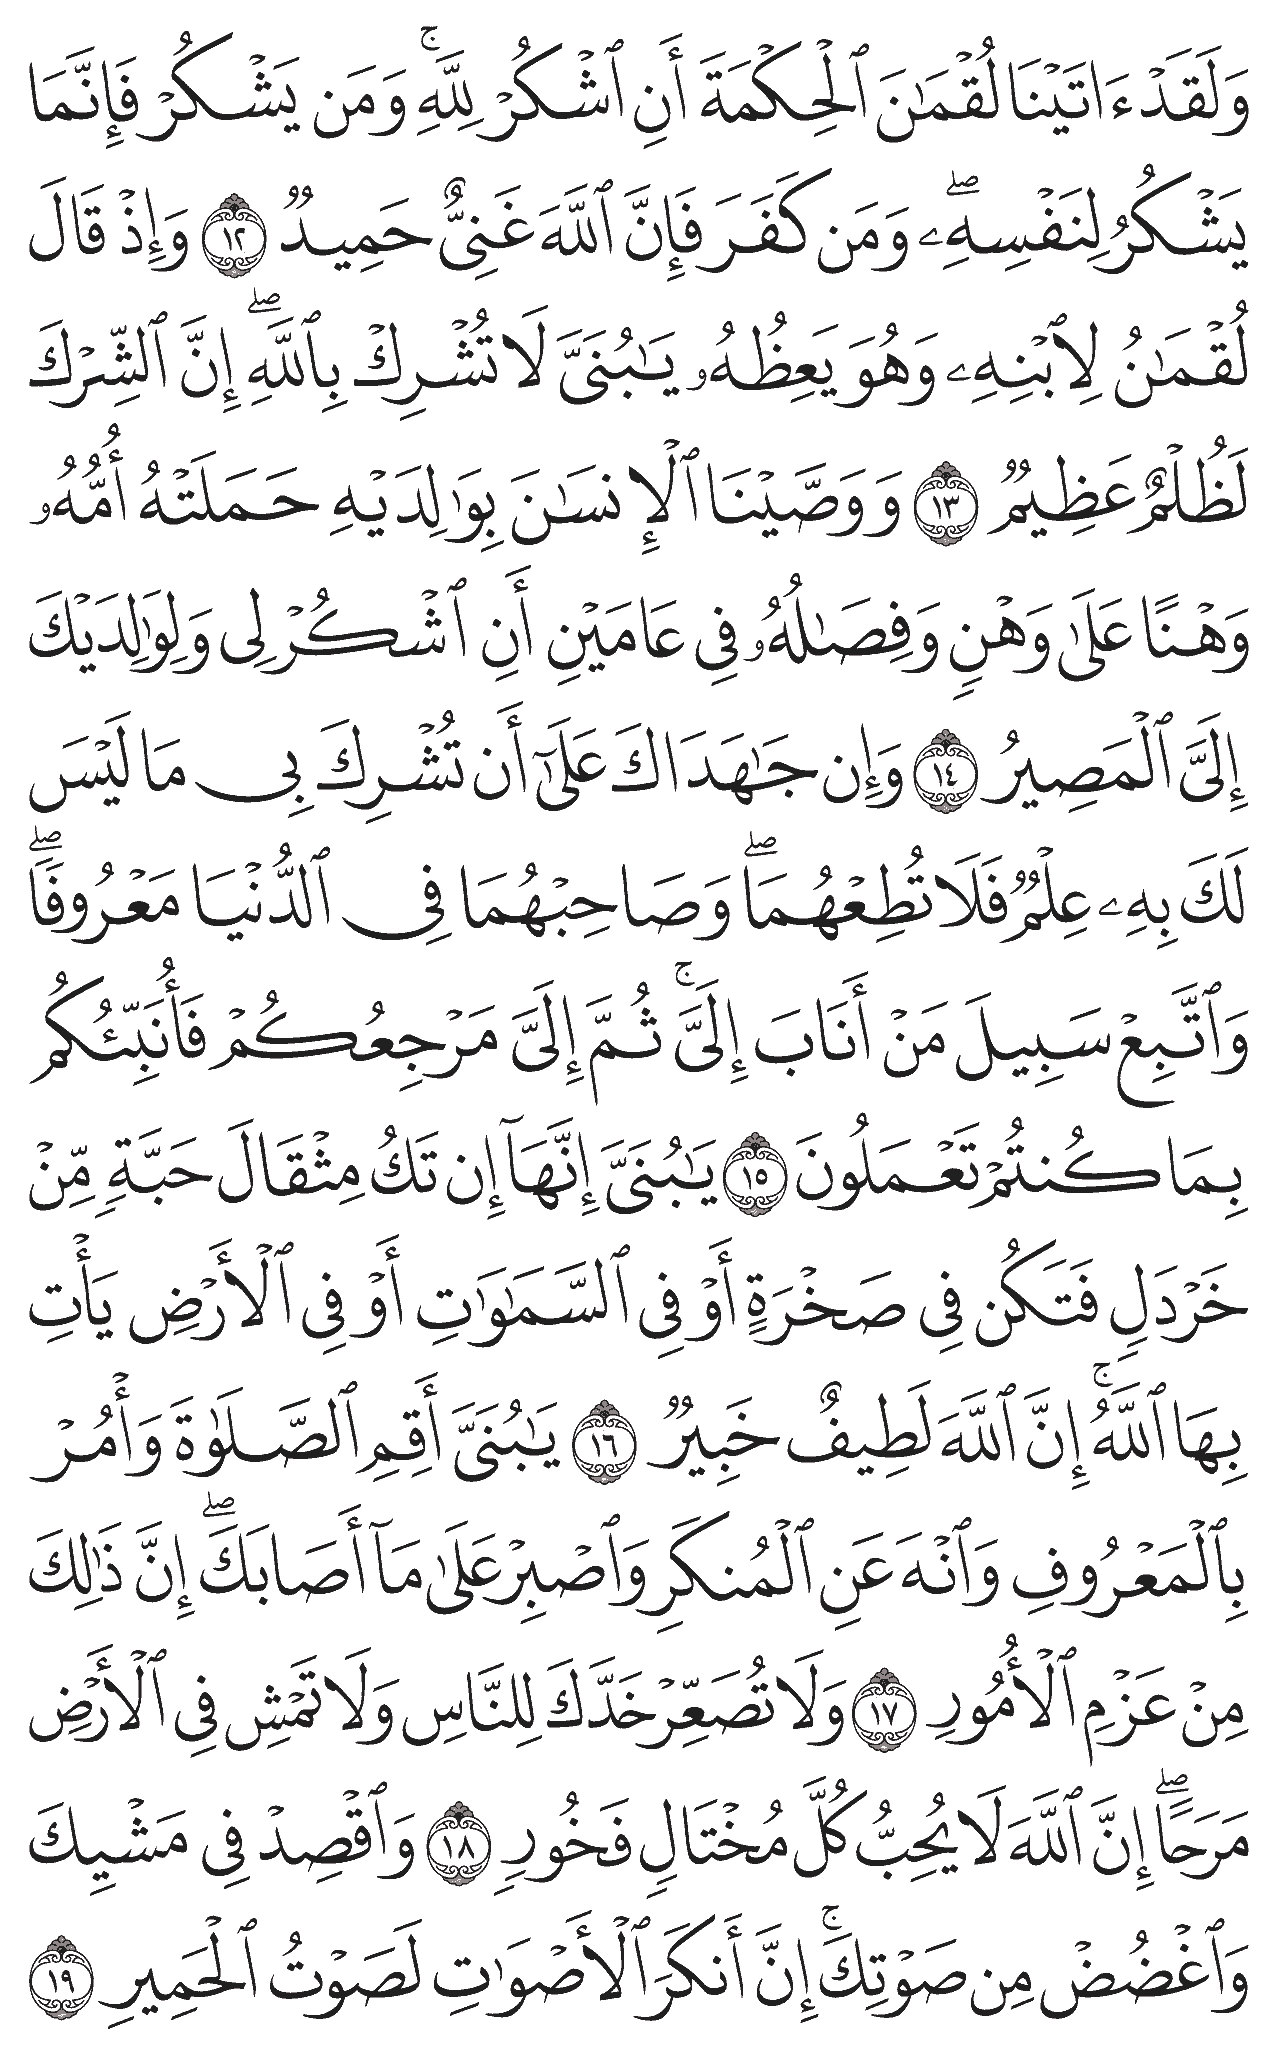 وَلَقَدْ ءَاتَيْنَا لُقْمَٰنَ ٱلْحِكْمَةَ أَنِ ٱشْكُرْ لِلَّهِ ۚ وَمَن يَشْكُرْ فَإِنَّمَا
يَشْكُرُ لِنَفْسِهِۦ ۖ وَمَن كَفَرَ فَإِنَّ ٱللَّهَ غَنِىٌّ حَمِيدٌ ١٢ وَإِذْ قَالَ
لُقْمَٰنُ لِٱبْنِهِۦ وَهُوَ يَعِظُهُۥ يَٰبُنَىَّ لَا تُشْرِكْ بِٱللَّهِ ۖ إِنَّ ٱلشِّرْكَ
لَظُلْمٌ عَظِيمٌ ١٣ وَوَصَّيْنَا ٱلْإِنسَٰنَ بِوَٰلِدَيْهِ حَمَلَتْهُ أُمُّهُۥ
وَهْنًا عَلَىٰ وَهْنٍ وَفِصَٰلُهُۥ فِى عَامَيْنِ أَنِ ٱشْكُرْ لِى وَلِوَٰلِدَيْكَ
إِلَىَّ ٱلْمَصِيرُ ١٤ وَإِن جَٰهَدَاكَ عَلَىٰٓ أَن تُشْرِكَ بِى مَا لَيْسَ
لَكَ بِهِۦ عِلْمٌ فَلَا تُطِعْهُمَا ۖ وَصَاحِبْهُمَا فِى ٱلدُّنْيَا مَعْرُوفًا ۖ
وَٱتَّبِعْ سَبِيلَ مَنْ أَنَابَ إِلَىَّ ۚ ثُمَّ إِلَىَّ مَرْجِعُكُمْ فَأُنَبِّئُكُم
بِمَا كُنتُمْ تَعْمَلُونَ ١٥ يَٰبُنَىَّ إِنَّهَآ إِن تَكُ مِثْقَالَ حَبَّةٍ مِّنْ
خَرْدَلٍ فَتَكُن فِى صَخْرَةٍ أَوْ فِى ٱلسَّمَٰوَٰتِ أَوْ فِى ٱلْأَرْضِ يَأْتِ
بِهَا ٱللَّهُ ۚ إِنَّ ٱللَّهَ لَطِيفٌ خَبِيرٌ ١٦ يَٰبُنَىَّ أَقِمِ ٱلصَّلَوٰةَ وَأْمُرْ
بِٱلْمَعْرُوفِ وَٱنْهَ عَنِ ٱلْمُنكَرِ وَٱصْبِرْ عَلَىٰ مَآ أَصَابَكَ ۖ إِنَّ ذَٰلِكَ
مِنْ عَزْمِ ٱلْأُمُورِ ١٧ وَلَا تُصَعِّرْ خَدَّكَ لِلنَّاسِ وَلَا تَمْشِ فِى ٱلْأَرْضِ
مَرَحًا ۖ إِنَّ ٱللَّهَ لَا يُحِبُّ كُلَّ مُخْتَالٍ فَخُورٍ ١٨ وَٱقْصِدْ فِى مَشْيِكَ
وَٱغْضُضْ مِن صَوْتِكَ ۚ إِنَّ أَنكَرَ ٱلْأَصْوَٰتِ لَصَوْتُ ٱلْحَمِيرِ ١٩